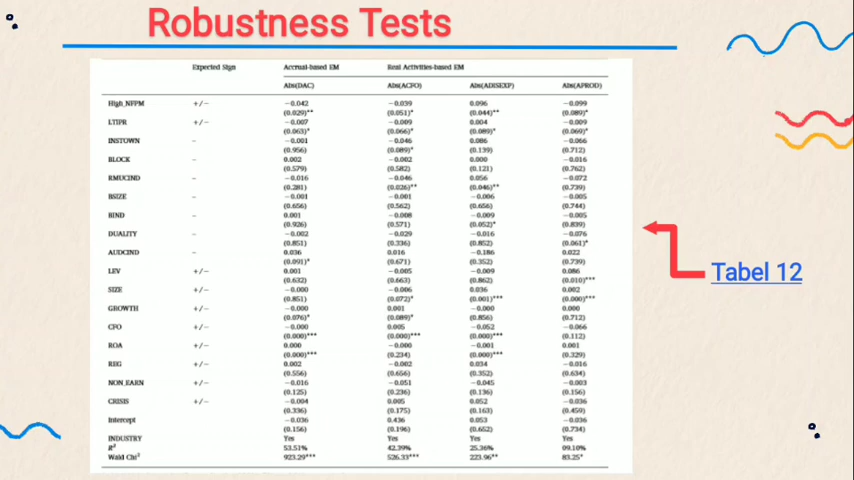 Robustness Tests
Expected Sign Accrual-based EM Real Activities-based EM
Abs(DAC) Abs(ACFO) Abs(ADISEXP) Abs(APROD)
High_NFPM +/− −0.042 −0.039 0.096 −0.099
(0.029)** (0.051)* (0.044)** (0.089)*
LTIPR +/− −0.007 −0.009 0.004 −0.009
(0.063)* (0.066)* (0.089)* (0.069)*
INSTOWN − −0.001 −0.046 0.086 −0.066
(0.956) (0.089)* (0.139) (0.712)
BLOCK − 0.002 −0.002 0.000 −0.016
(0.579) (0.582) (0.121) (0.762)
RMUCIND − −0.016 −0.046 0.056 −0.072
(0.281) (0.026)** (0.046)** (0.739)
BSIZE − −0.001 −0.001 −0.006 −0.005
(0.656) (0.562) (0.656) (0.744)
BIND − 0.001 −0.008 −0.009 −0.005
(0.926) (0.571) (0.052)* (0.839)
DUALITY − −0.002 −0.029 −0.016 −0.076
(0.851) (0.336) (0.852) (0.061)*
AUDCIND − 0.036 0.016 −0.186 0.022
(0.091)* (0.671) (0.352) (0.739)
LEV +/− 0.001 −0.005 −0.009 0.086
(0.632) (0.663) (0.862) (0.010)***
SIZE +/− −0.000 −0.006 0.036 0.002
(0.851) (0.072)* (0.001)*** (0.000)***
GROWTH +/− −0.000 0.001 −0.000 0.000
(0.076)* (0.089)* (0.856) (0.712)
CFO +/− −0.000 0.005 −0.052 −0.066
(0.000)*** (0.000)*** (0.000)*** (0.112)
ROA +/− 0.000 −0.000 −0.001 0.001
(0.000)*** (0.234) (0.000)*** (0.329)
REG +/− 0.002 −0.002 0.034 −0.016
(0.556) (0.656) (0.352) (0.634)
NON_EARN +/− −0.016 −0.051 −0.045 −0.003
(0.125) (0.236) (0.136) (0.156)
CRISIS +/− −0.004 0.005 0.052 −0.036
(0.336) (0.175) (0.163) (0.459)
Intercept −0.036 0.436 0.053 −0.036
(0.156) (0.196) (0.652) (0.734)
INDUSTRY Yes Yes Yes Yes
R² 53.51% 42.39% 25.36% 09.10%
Wald Chi² 923.29*** 526.33*** 223.96** 83.25*
Tabel 12